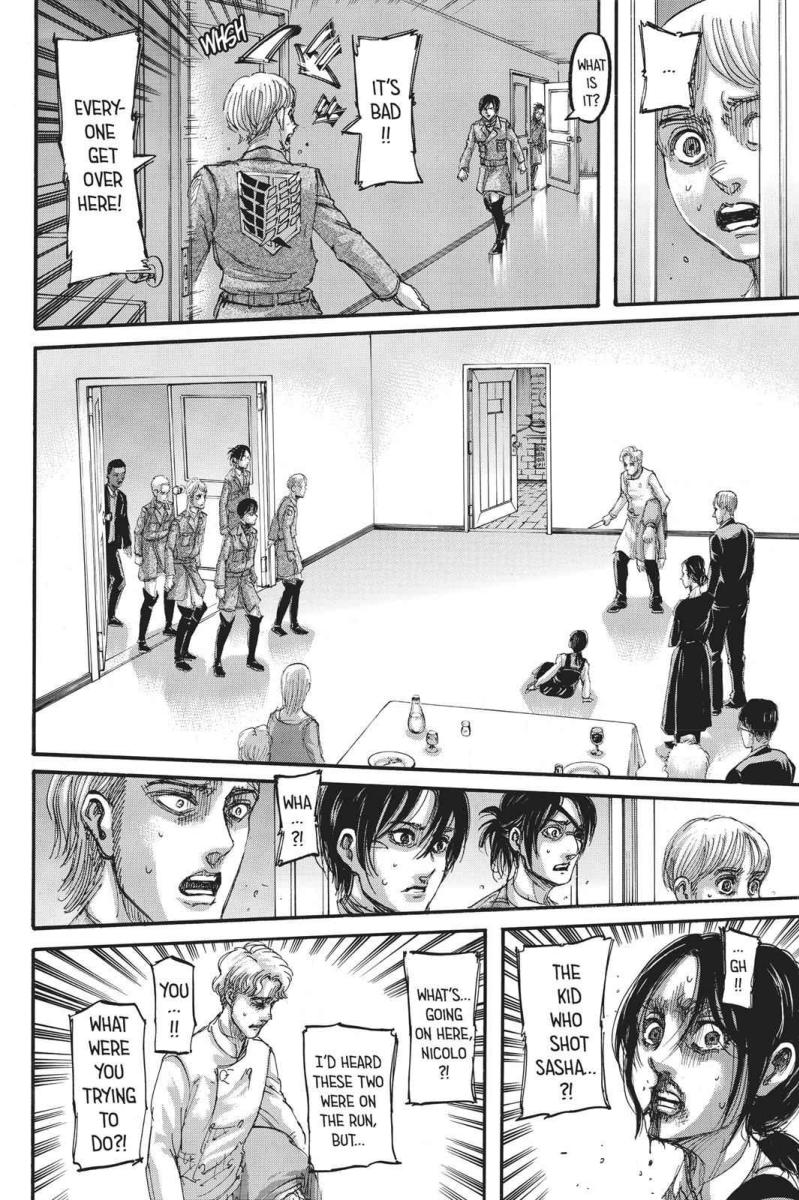 ...
WHAT
IS
IT?
IT'S
BAD
!!
WHSH
EVERY-
ONE
GET
OVER
HERE!
WHA
...
?!
...
GH
!!
THE
KID
WHO
SHOT
SASHA...
?!
WHAT'S...
GOING
ON HERE,
NICOLO
?!
I'D HEARD
THESE TWO
WERE ON
THE RUN,
BUT...
YOU
...
!!
WHAT
WERE
YOU
TRYING
TO
DO?!